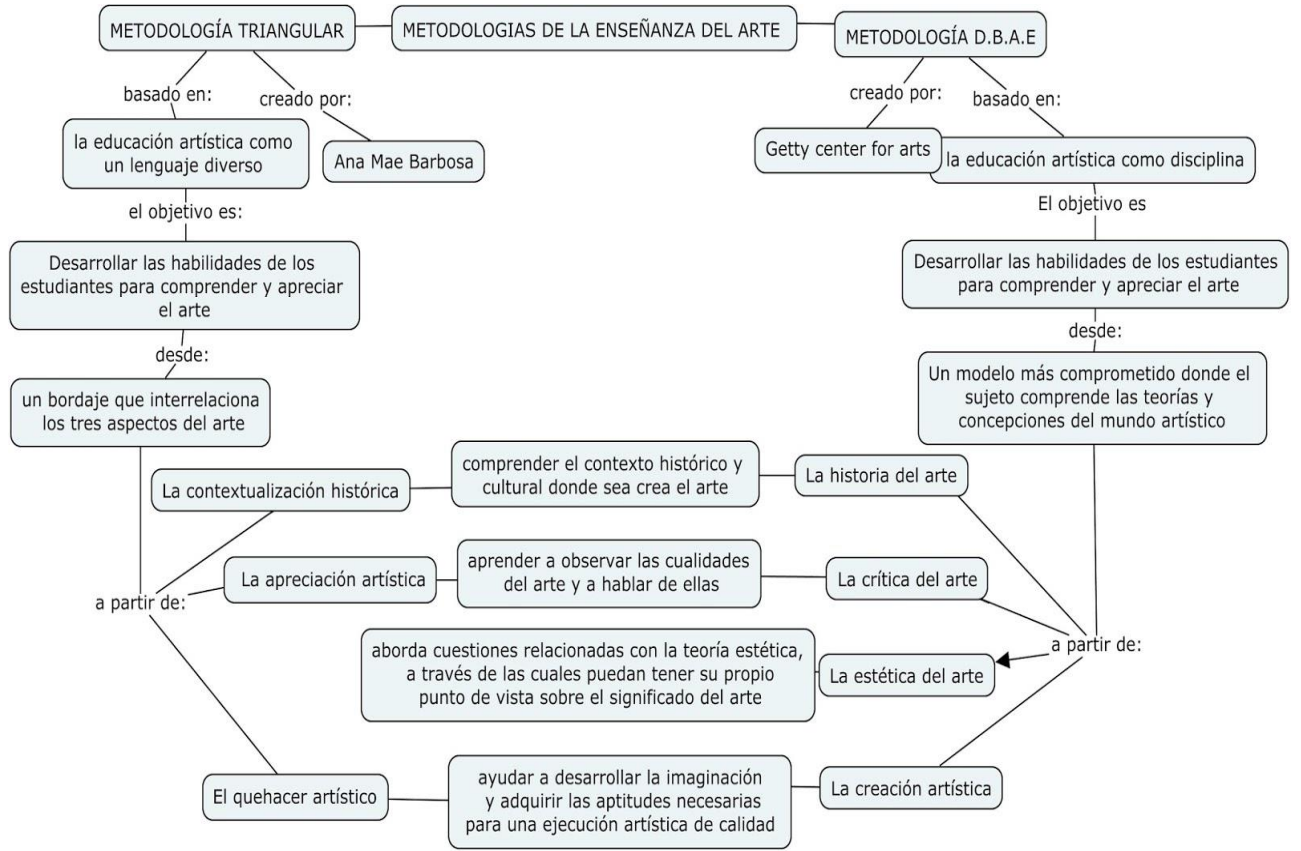 METODOLOGÍA TRIANGULAR
METODOLOGIAS DE LA ENSEÑANZA DEL ARTE
METODOLOGÍA D.B.A.E
basado en:
creado por:
creado por:
basado en:
la educación artística como
un lenguaje diverso
Ana Mae Barbosa
Getty center for arts
la educación artística como disciplina
el objetivo es:
El objetivo es
Desarrollar las habilidades de los
estudiantes para comprender y apreciar
el arte
Desarrollar las habilidades de los estudiantes
para comprender y apreciar el arte
desde:
desde:
un bordaje que interrelaciona
los tres aspectos del arte
Un modelo más comprometido donde el
sujeto comprende las teorías y
concepciones del mundo artístico
La contextualización histórica
comprender el contexto histórico y
cultural donde sea crea el arte
La historia del arte
La apreciación artística
aprender a observar las cualidades
del arte y a hablar de ellas
La crítica del arte
a partir de:
a partir de:
aborda cuestiones relacionadas con la teoría estética,
a través de las cuales puedan tener su propio
punto de vista sobre el significado del arte
La estética del arte
El quehacer artístico
ayudar a desarrollar la imaginación
y adquirir las aptitudes necesarias
para una ejecución artística de calidad
La creación artística